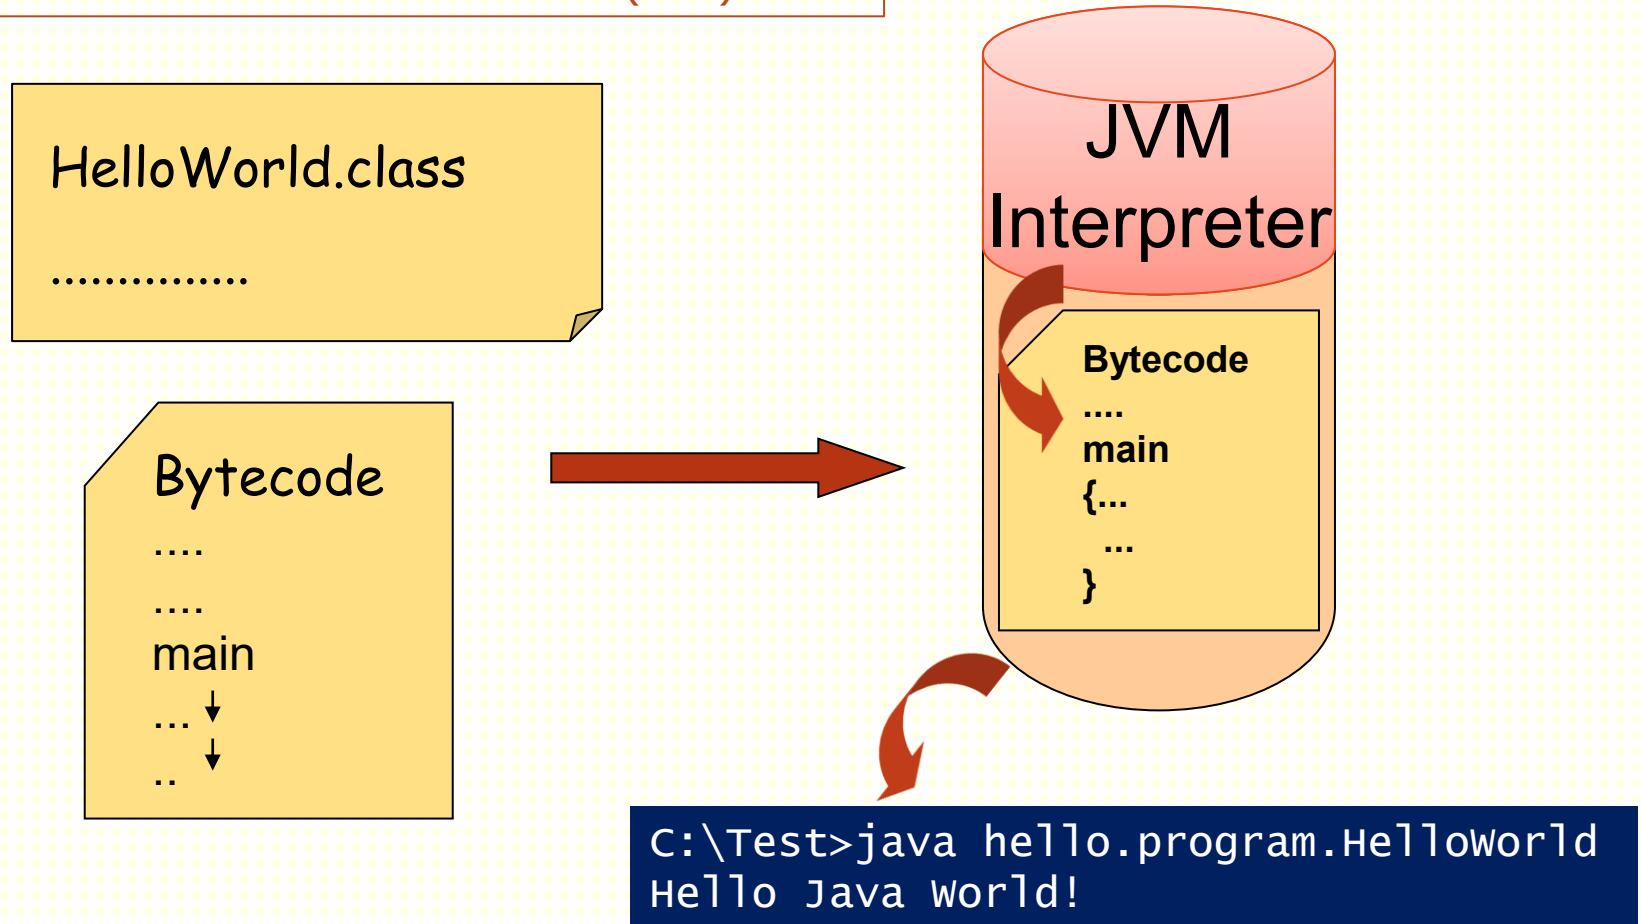 HelloWorld.class
...............
Bytecode
....
....
main
...
..
JVM
Interpreter
Bytecode
....
main
{...
...
}
C:\Test>java hello.program.HelloWorld
Hello Java World!